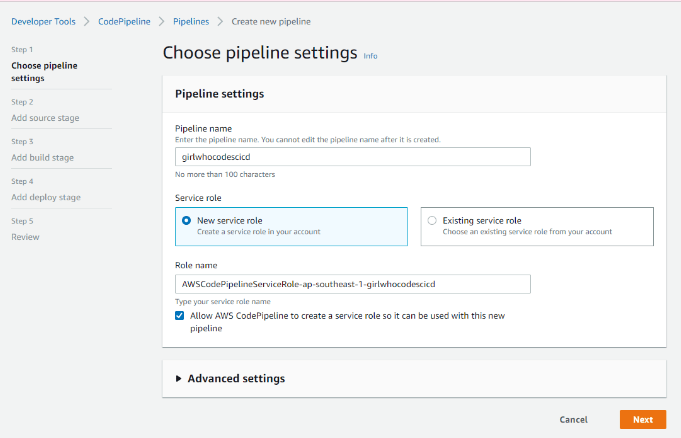 Developer Tools > CodePipeline > Pipelines > Create new pipeline
Step 1
Choose pipeline
settings
Step 2
Add source stage
Step 3
Add build stage
Step 4
Add deploy stage
Step 5
Review
Choose pipeline settings Info
Pipeline settings
Pipeline name
Enter the pipeline name. You cannot edit the pipeline name after it is created.
girlwhocodescicd
No more than 100 characters
Service role
New service role
Create a service role in your account
Existing service role
Choose an existing service role from your account
Role name
AWSCodePipelineServiceRole-ap-southeast-1-girlwhocodescicd
Type your service role name
Allow AWS CodePipeline to create a service role so it can be used with this new
pipeline
Advanced settings
Cancel
Next